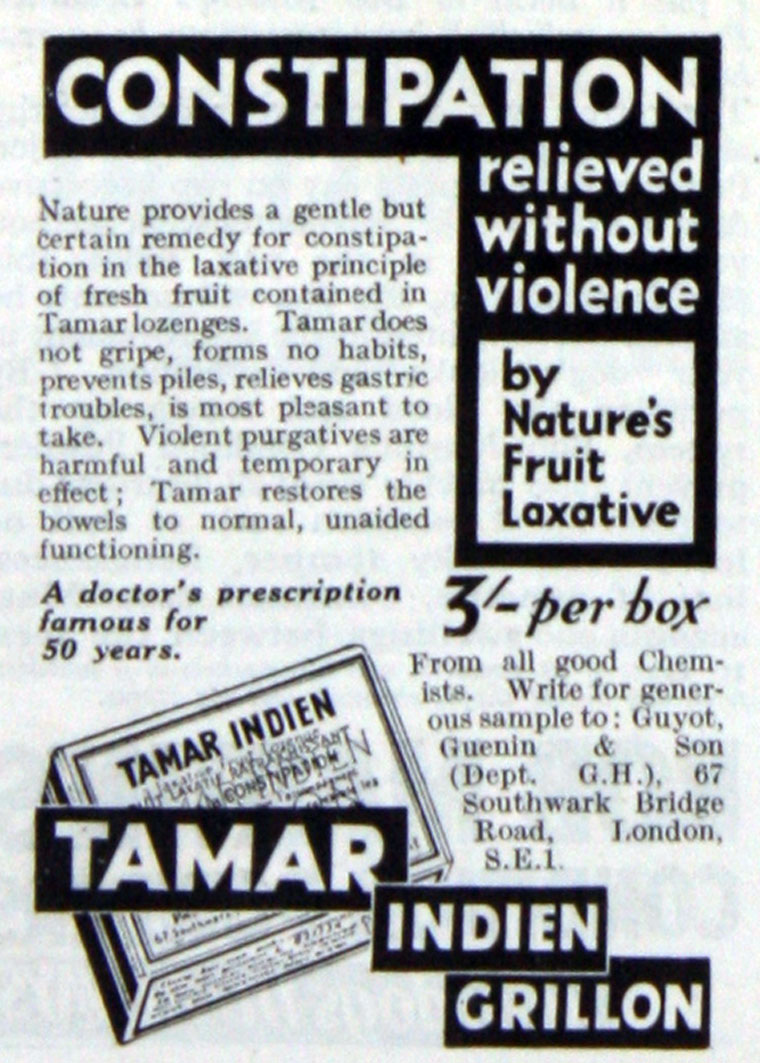 CONSTIPATION
relieved
without
violence
by
Nature's
Fruit
Laxative
Nature provides a gentle but
certain remedy for constipa-
tion in the laxative principle
of fresh fruit contained in
Tamar lozenges. Tamar does
not gripe, forms no habits,
prevents piles, relieves gastric
troubles, is most pleasant to
take. Violent purgatives are
harmful and temporary in
effect; Tamar restores the
bowels to normal, unaided
functioning.
A doctor's prescription
famous for
50 years.
3/- per box
From all good Chem-
ists. Write for gener-
ous sample to: Guyot,
Guenin & Son
(Dept. G.H.), 67
Southwark Bridge
Road, London,
S.E.1.
TAMAR INDIEN
CONSTIPATION
TAMAR
INDIEN
GRILLON